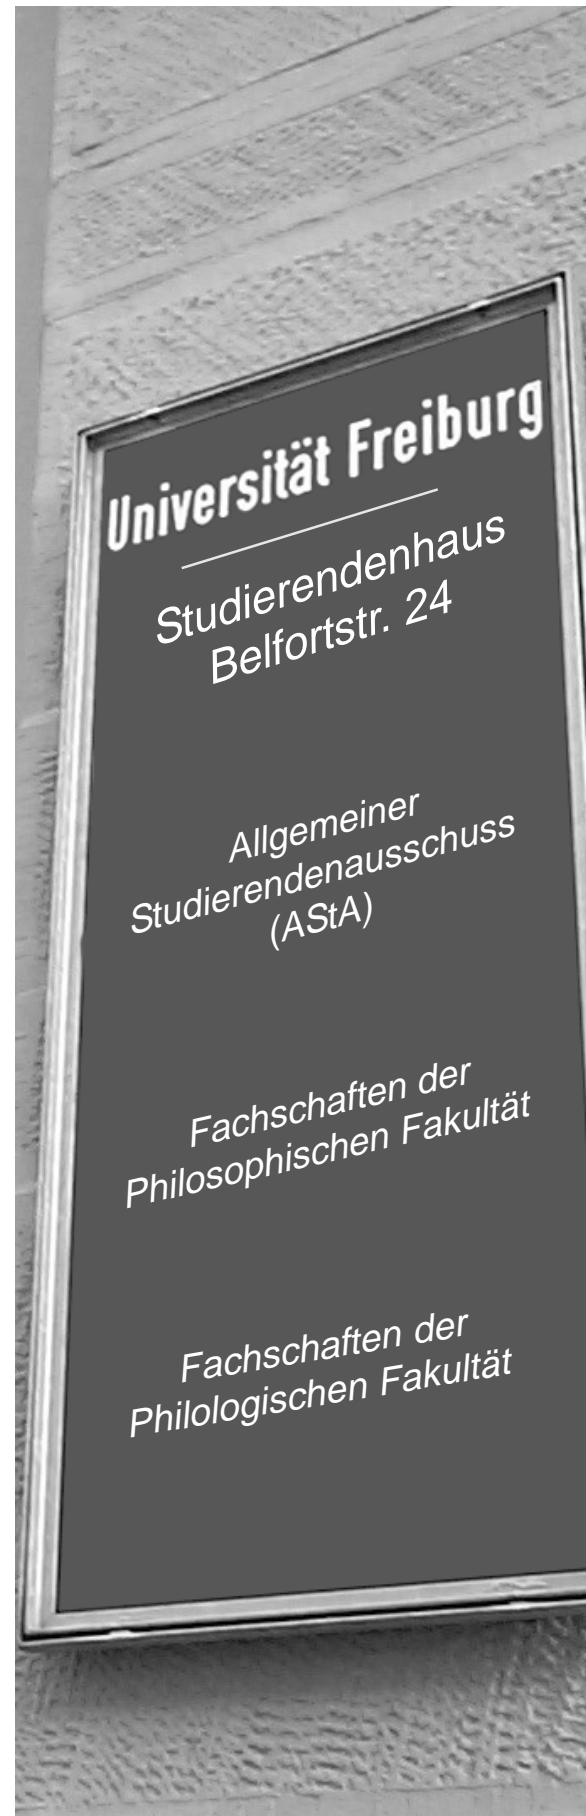 Universität Freiburg
Studierendenhaus
Belfortstr. 24
Allgemeiner
Studierendenausschuss
(AStA)
Fachschaften der
Philosophischen Fakultät
Fachschaften der
Philologischen Fakultät